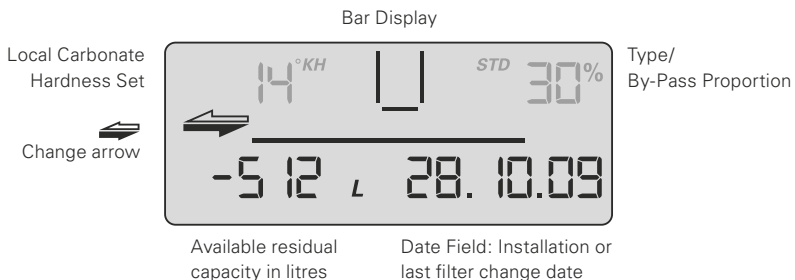 Bar Display
Local Carbonate
Hardness Set
14 °KH
STD 30%
Type/
By-Pass Proportion
Change arrow
-512 L 28.10.09
Available residual
capacity in litres
Date Field: Installation or
last filter change date